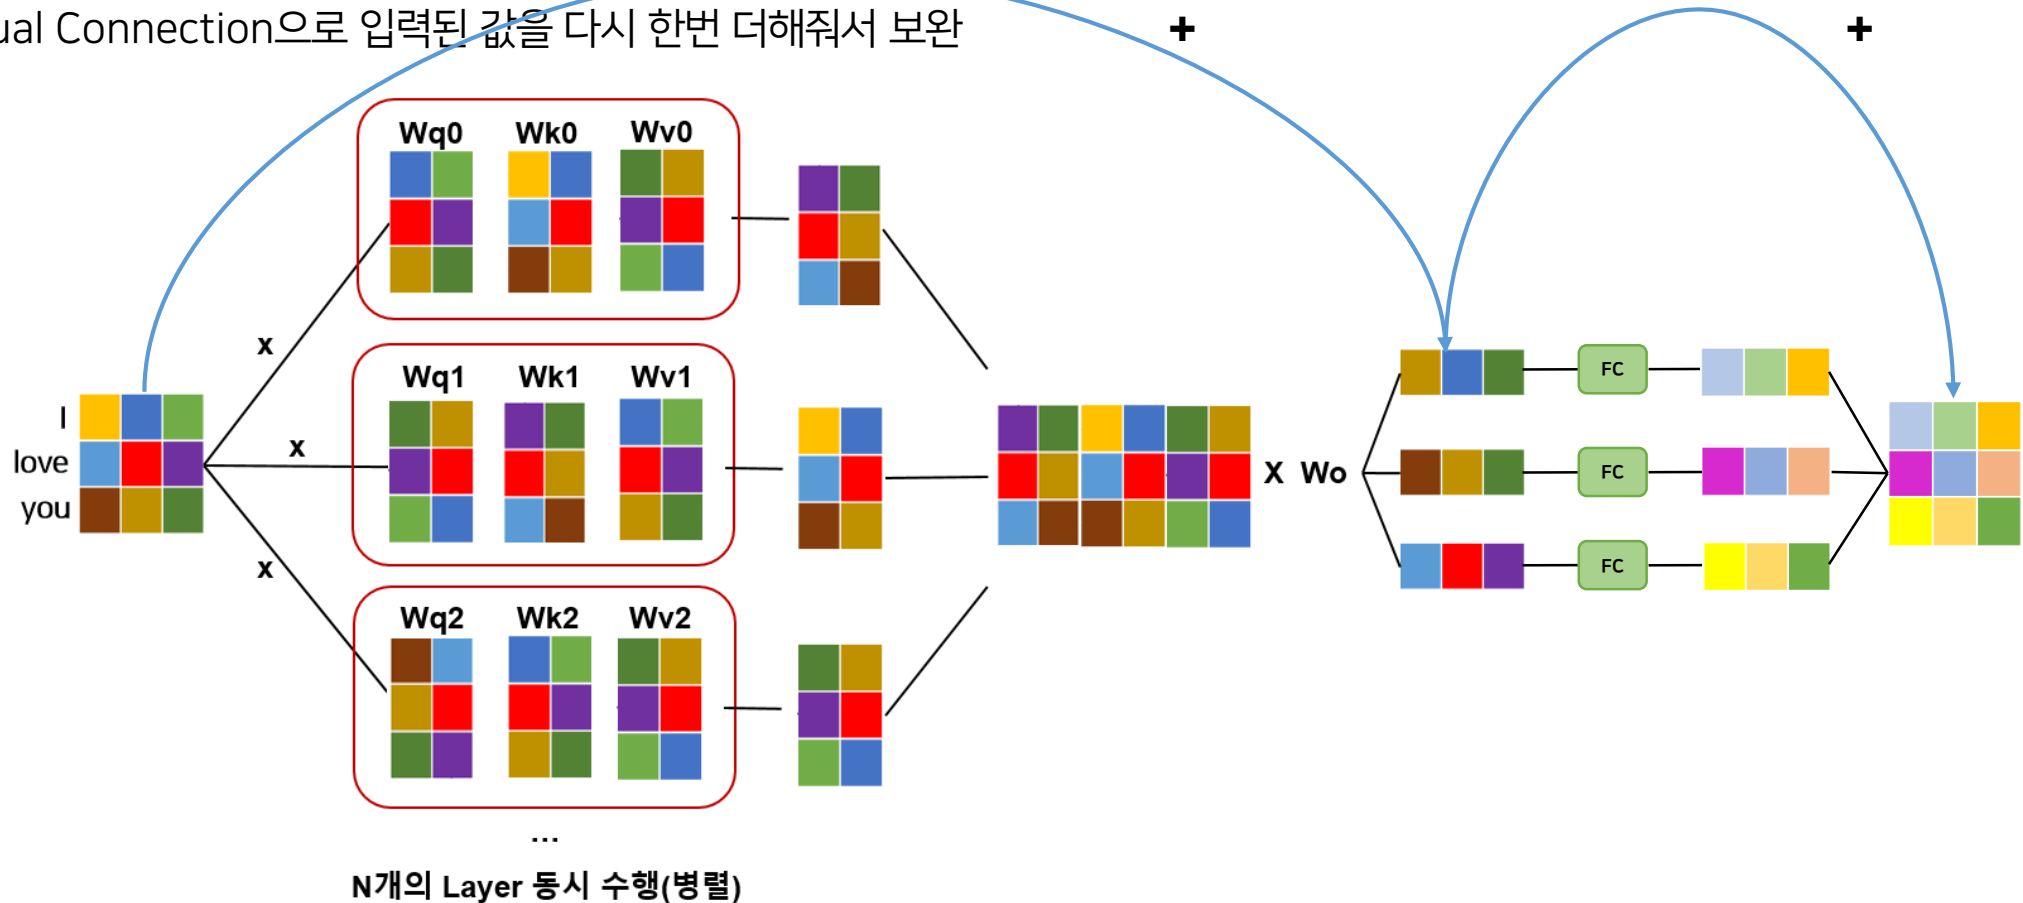 ual Connection으로 입력된 값을 다시 한번 더해줘서 보완
+
+
Wq0 Wk0 Wv0
x
Wq1 Wk1 Wv1
I
love
you
x
x
X Wo
FC
FC
FC
Wq2 Wk2 Wv2
...
N개의 Layer 동시 수행(병렬)